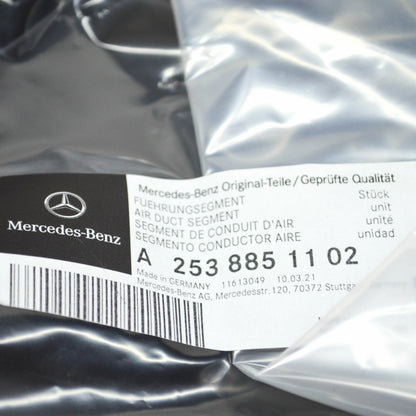 Mercedes-Benz Original-Teile/Geprüfte Qualität
FUEHRUNGSEGMENT Stück
AIR DUCT SEGMENT unit
SEGMENT DE CONDUIT D'AIR unité
SEGMENTO CONDUCTOR AIRE unidad
Mercedes-Benz
A 253 885 11 02
Made in GERMANY 11613049 10.03.21
Mercedes-Benz AG, Mercedesstr.120, 70372 Stuttgart